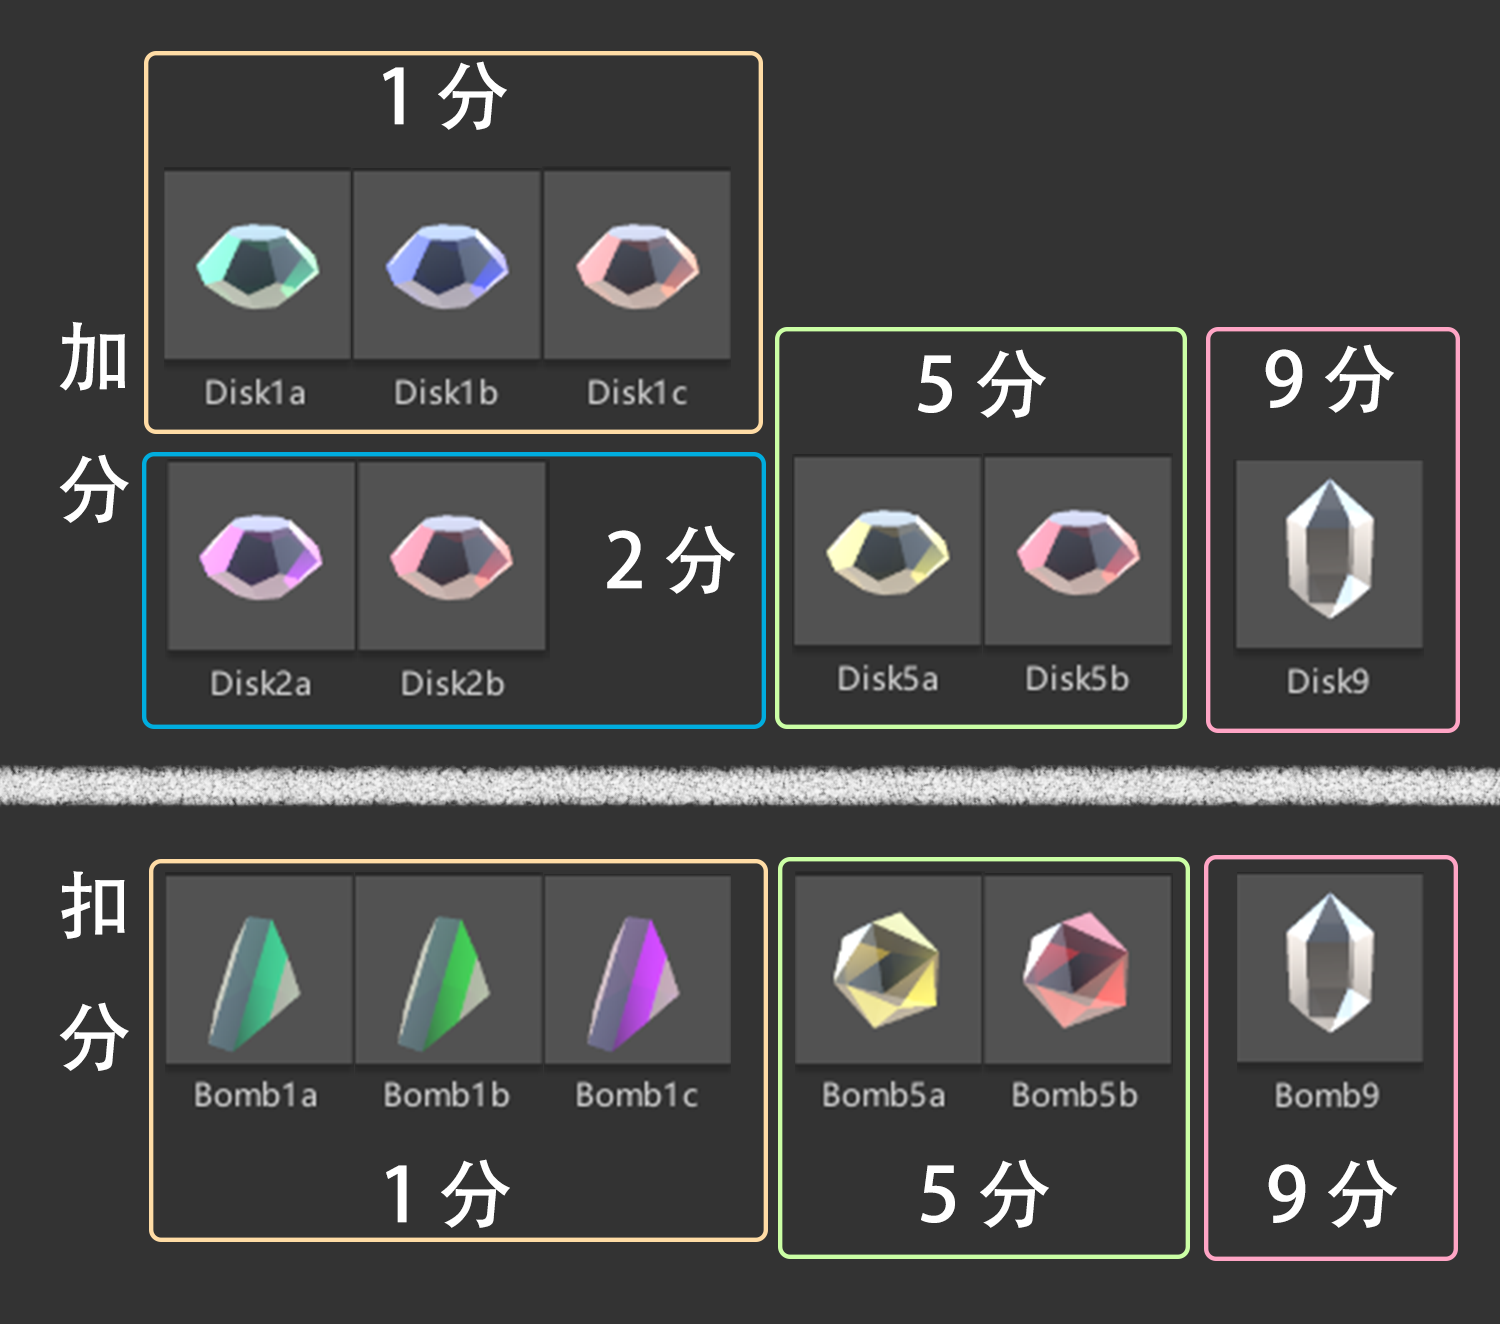 加
分
1 分
Disk1a
Disk1b
Disk1c
2 分
Disk2a
Disk2b
5 分
Disk5a
Disk5b
9 分
Disk9
扣
分
Bomb1a
Bomb1b
Bomb1c
1 分
Bomb5a
Bomb5b
5 分
Bomb9
9 分